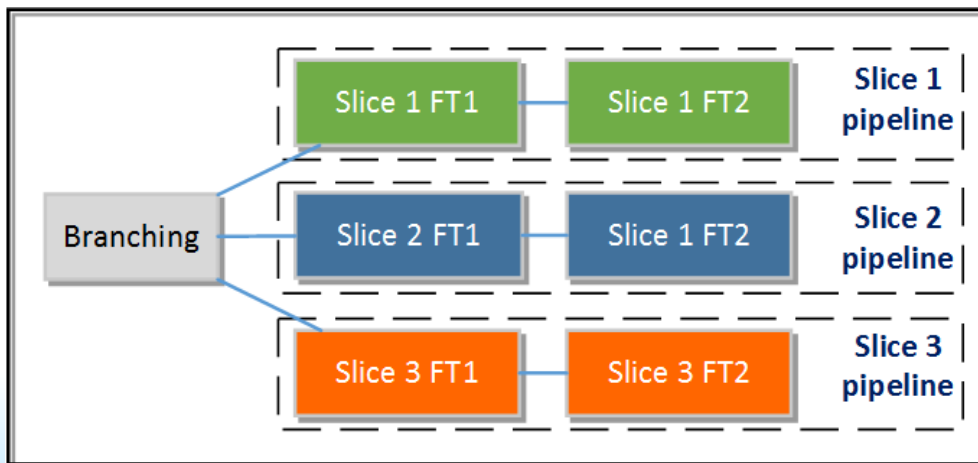 Slice 1 FT1
Slice 1 FT2
Slice 1
pipeline
Branching
Slice 2 FT1
Slice 1 FT2
Slice 2
pipeline
Slice 3 FT1
Slice 3 FT2
Slice 3
pipeline